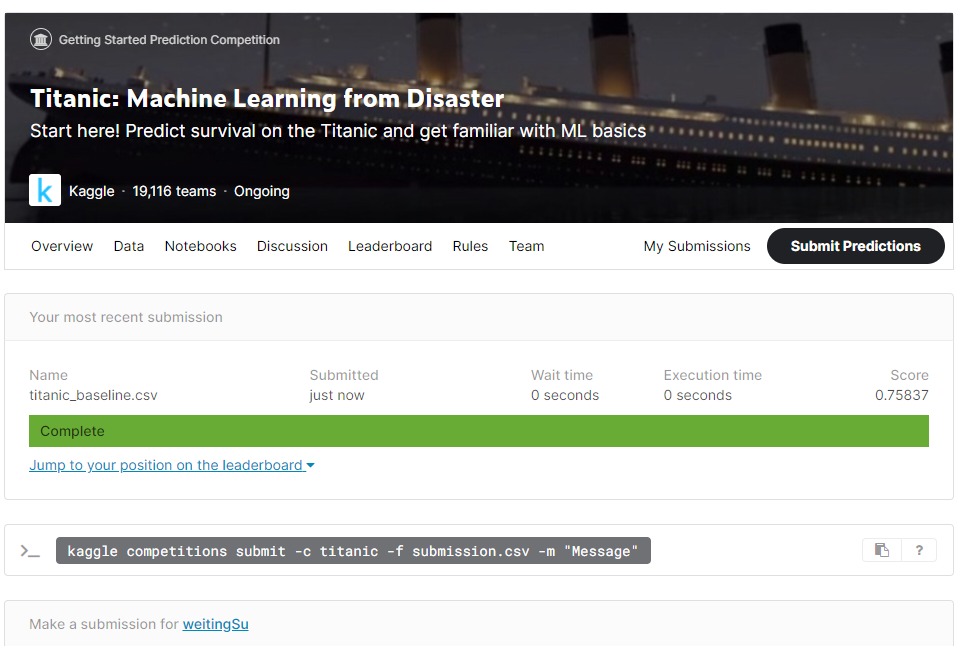 Getting Started Prediction Competition
Titanic: Machine Learning from Disaster
Start here! Predict survival on the Titanic and get familiar with ML basics
k Kaggle · 19,116 teams · Ongoing
Overview Data Notebooks Discussion Leaderboard Rules Team My Submissions Submit Predictions
Your most recent submission
Name Submitted Wait time Execution time Score
titanic_baseline.csv just now 0 seconds 0 seconds 0.75837
Complete
Jump to your position on the leaderboard
>_ kaggle competitions submit -c titanic -f submission.csv -m "Message" ?
Make a submission for weitingSu